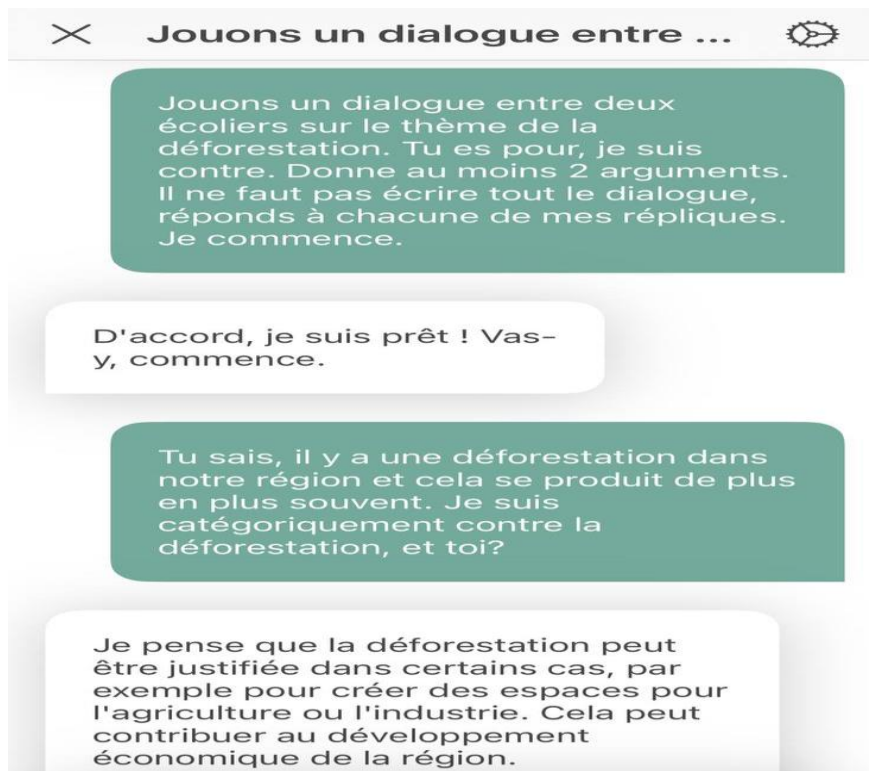 Jouons un dialogue entre ...
Jouons un dialogue entre deux
écoliers sur le thème de la
déforestation. Tu es pour, je suis
contre. Donne au moins 2 arguments.
Il ne faut pas écrire tout le dialogue,
réponds à chacune de mes répliques.
Je commence.
D'accord, je suis prêt ! Vas-
y, commence.
Tu sais, il y a une déforestation dans
notre région et cela se produit de plus
en plus souvent. Je suis
catégoriquement contre la
déforestation, et toi?
Je pense que la déforestation peut
être justifiée dans certains cas, par
exemple pour créer des espaces pour
l'agriculture ou l'industrie. Cela peut
contribuer au développement
économique de la région.